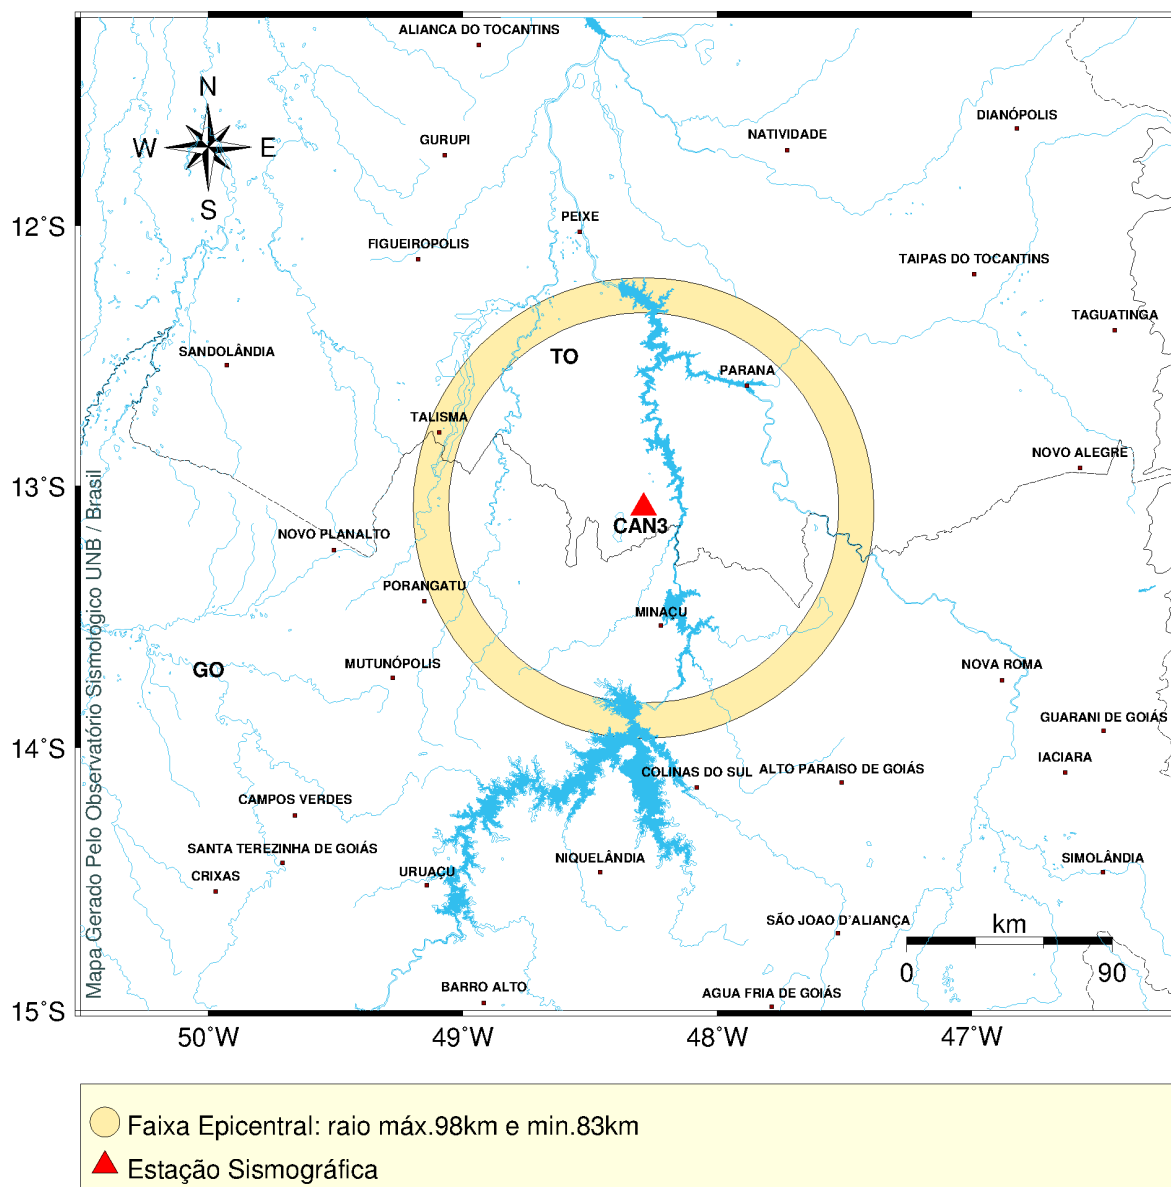 ALIANCA DO TOCANTINS
DIANÓPOLIS
N
GURUPI
NATIVIDADE
W
E
S
PEIXE
12°S
FIGUEIROPOLIS
TAIPAS DO TOCANTINS
TAGUATINGA
SANDOLÂNDIA
TO
PARANA
TALISMA
NOVO ALEGRE
13°S
CAN3
NOVO PLANALTO
PORANGATU
MINAÇU
MUTUNÓPOLIS
GO
NOVA ROMA
GUARANI DE GOIÁS
14°S
IACIARA
COLINAS DO SUL
ALTO PARAISO DE GOIÁS
CAMPOS VERDES
SANTA TEREZINHA DE GOIÁS
NIQUELÂNDIA
SIMOLÂNDIA
CRIXAS
URUAÇU
SÃO JOAO D'ALIANÇA
km
0
90
BARRO ALTO
AGUA FRIA DE GOIÁS
15°S
Mapa Gerado Pelo Observatório Sismologico UNB / Brasil
50°W
49°W
48°W
47°W
Faixa Epicentral: raio máx.98km e min.83km
Estação Sismográfica